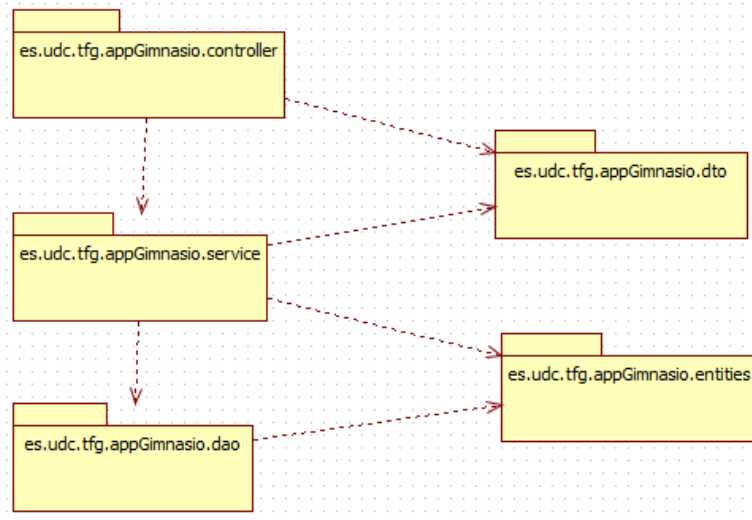 es.udc.tfg.appGimnasio.controller
es.udc.tfg.appGimnasio.dto
es.udc.tfg.appGimnasio.service
es.udc.tfg.appGimnasio.entities
es.udc.tfg.appGimnasio.dao